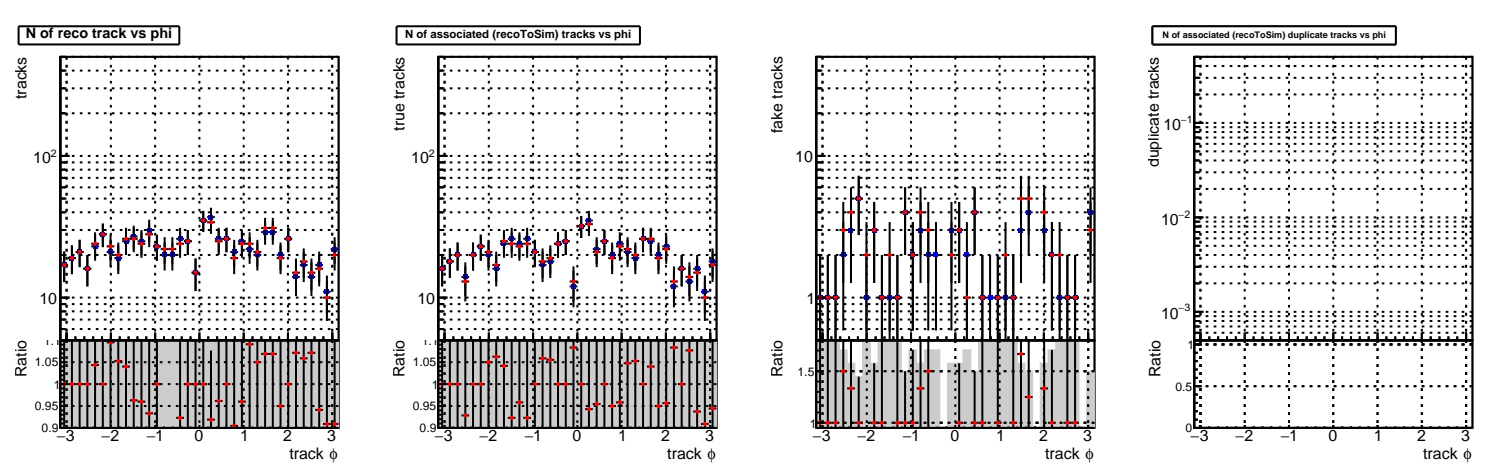 N of reco track vs phi
tracks
10²
10
Ratio
1.05
1
0.95
0.9
−3 −2 −1 0 1 2 3
track ϕ
N of associated (recoToSim) tracks vs phi
true tracks
10²
10
Ratio
1.05
1
0.95
0.9
−3 −2 −1 0 1 2 3
track ϕ
fake tracks
10
1
Ratio
1.5
1
−3 −2 −1 0 1 2 3
track ϕ
N of associated (recoToSim) duplicate tracks vs phi
duplicate tracks
10⁻¹
10⁻²
10⁻³
Ratio
1
0.5
0
−3 −2 −1 0 1 2 3
track ϕ